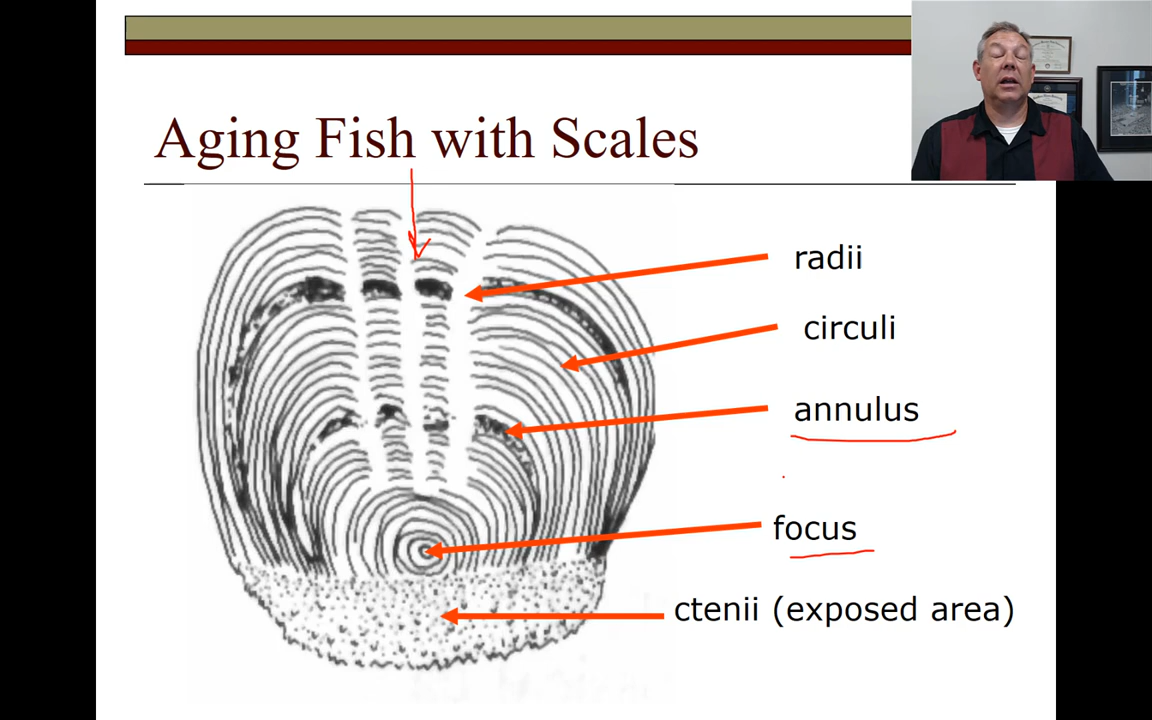 Aging Fish with Scales
radii
circuli
annulus
focus
ctenii (exposed area)